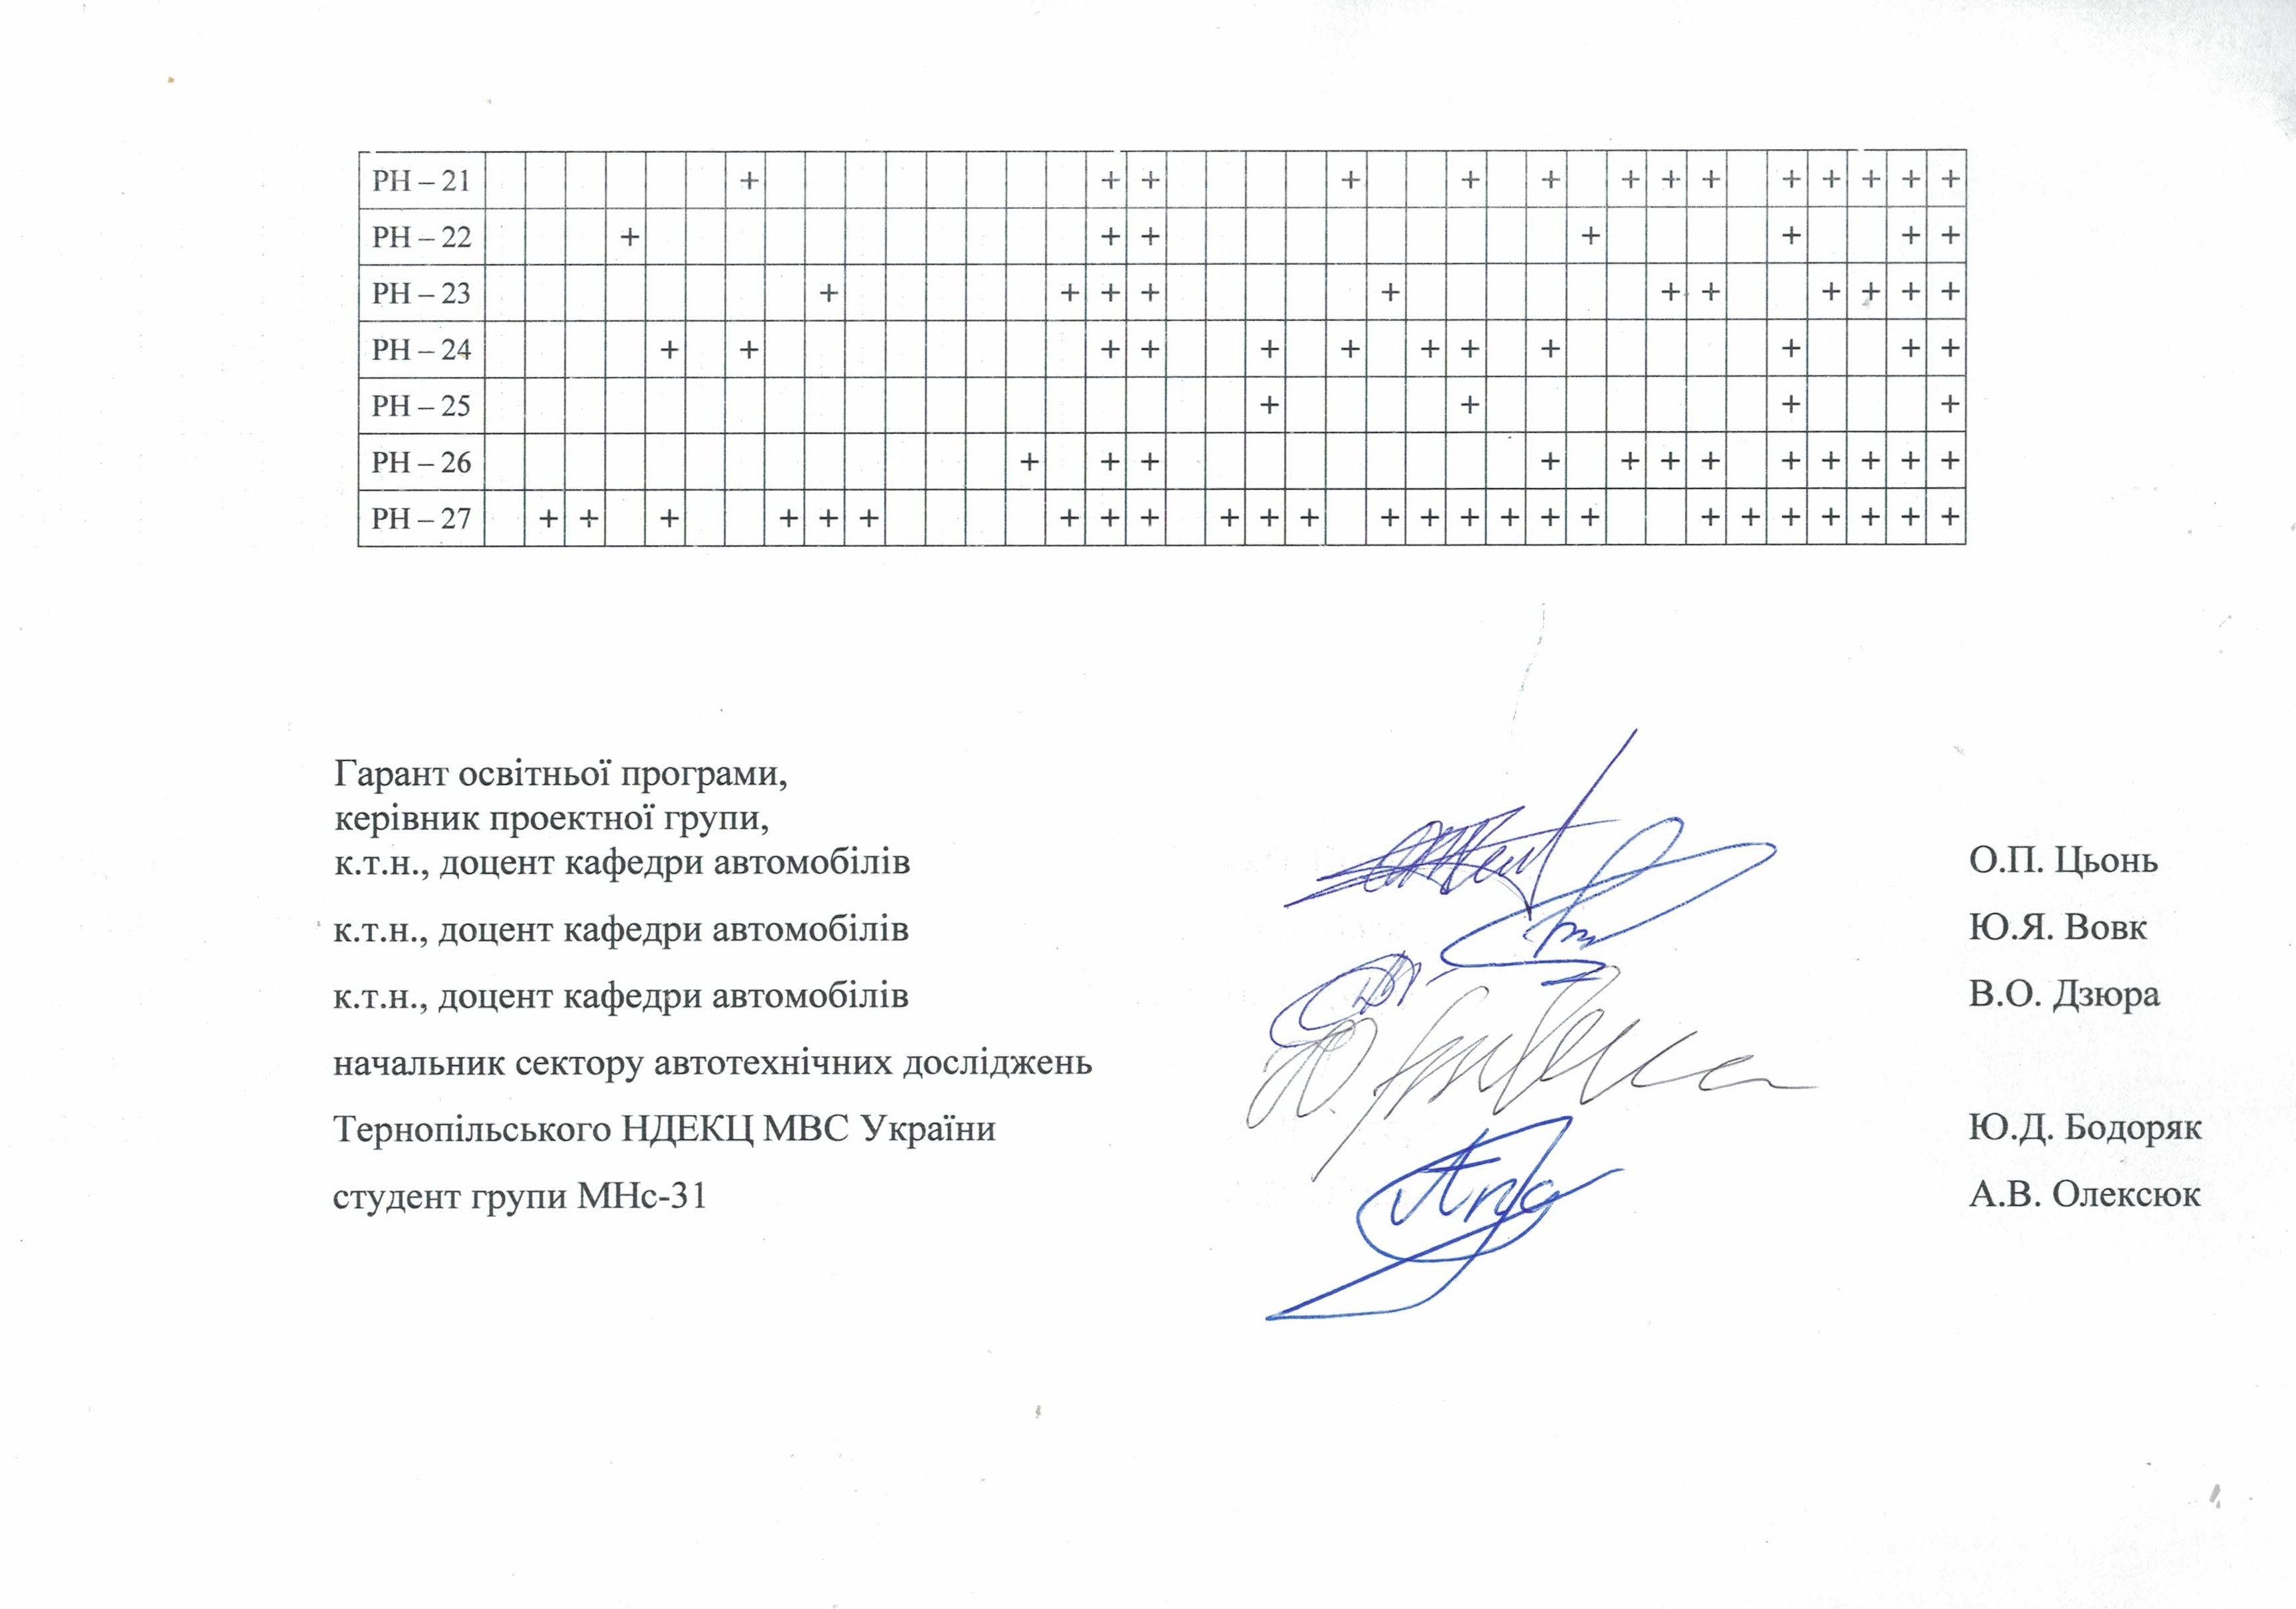 РН – 21 + + + + + + + + + + + + + +
РН – 22 + + + + + + +
РН – 23 + + + + + + + + + + +
РН – 24 + + + + + + + + + + + +
РН – 25 + + + +
РН – 26 + + + + + + + + + + + +
РН – 27 + + + + + + + + + + + + + + + + + + + + + + + + +
Гарант освітньої програми,
керівник проектної групи,
к.т.н., доцент кафедри автомобілів О.П. Цьонь
к.т.н., доцент кафедри автомобілів Ю.Я. Вовк
к.т.н., доцент кафедри автомобілів В.О. Дзюра
начальник сектору автотехнічних досліджень
Тернопільського НДЕКЦ МВС України Ю.Д. Бодоряк
студент групи МНс-31 А.В. Олексюк